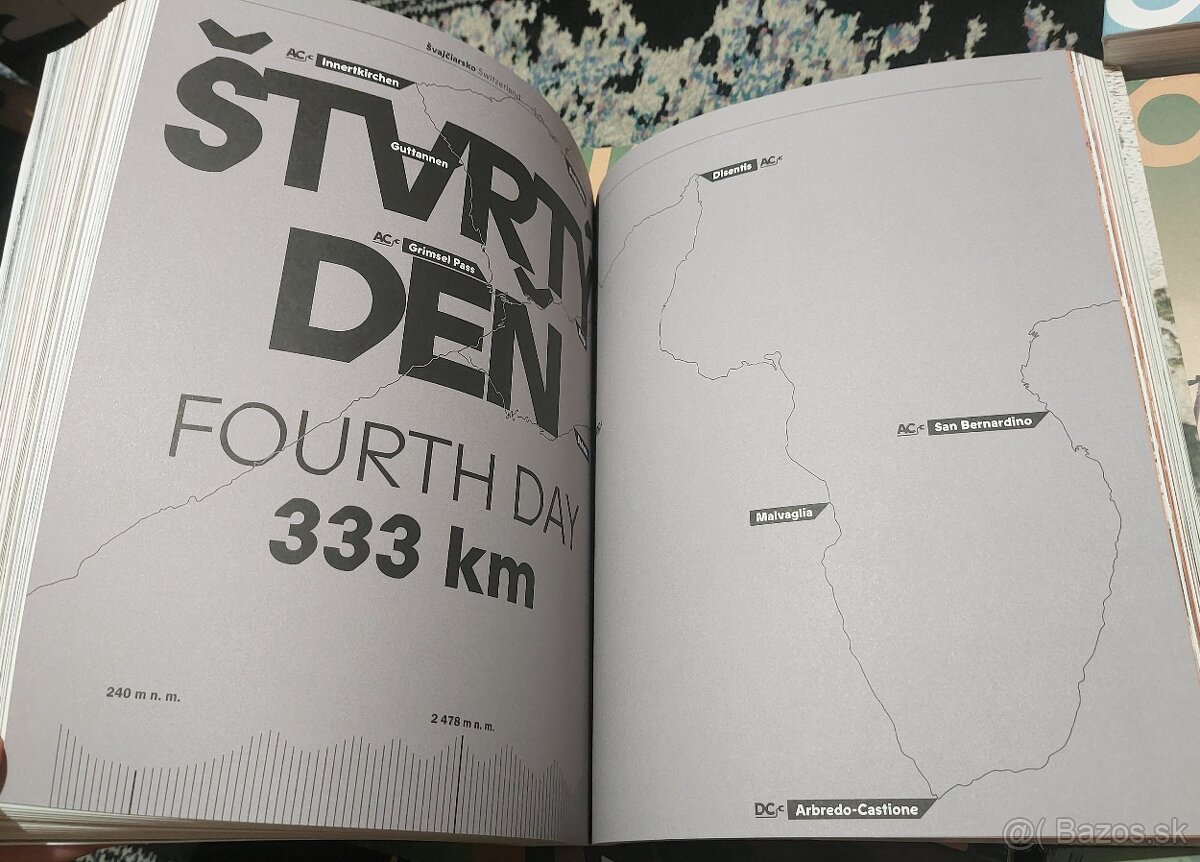 Švajčiarsko Switzerland
AC Innertkirchen
ŠTVRTÝ
Guttannen
AC Grimsel Pass
DEŇ
FOURTH DAY
333 km
240 m n. m.
2 478 m n. m.
Disentis AC
AC San Bernardino
Malvaglia
DC Arbredo-Castione
@( Bazos.sk